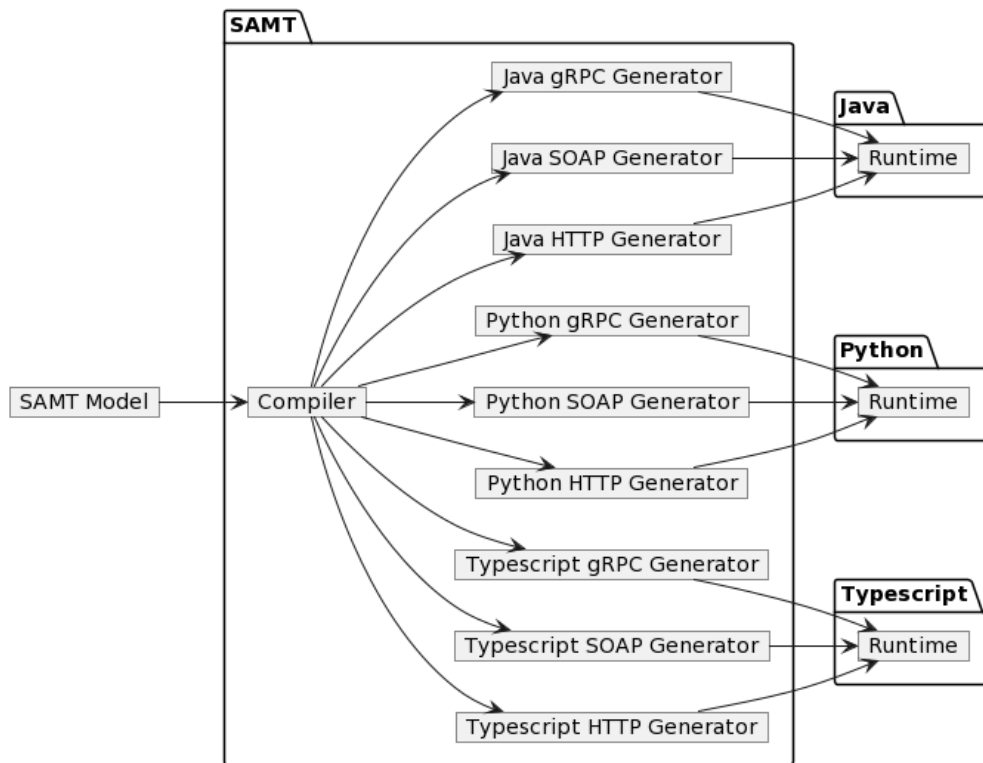 SAMT
Java gRPC Generator
Java
Java SOAP Generator
Runtime
Java HTTP Generator
Python gRPC Generator
Python
SAMT Model
Compiler
Python SOAP Generator
Runtime
Python HTTP Generator
Typescript gRPC Generator
Typescript
Typescript SOAP Generator
Runtime
Typescript HTTP Generator